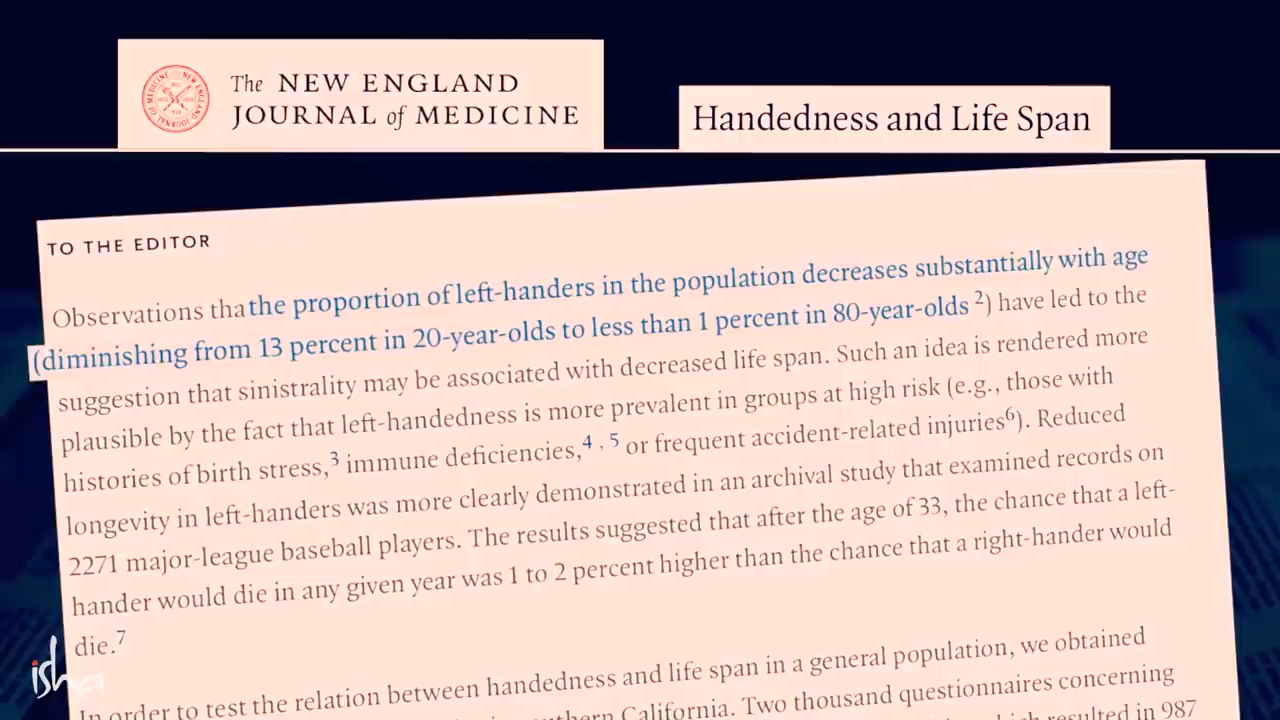 The NEW ENGLAND
JOURNAL of MEDICINE
Handedness and Life Span
TO THE EDITOR
Observations tha the proportion of left-handers in the population decreases substantially with age
(diminishing from 13 percent in 20-year-olds to less than 1 percent in 80-year-olds 2) have led to the
suggestion that sinistrality may be associated with decreased life span. Such an idea is rendered more
plausible by the fact that left-handedness is more prevalent in groups at high risk (e.g., those with
histories of birth stress,3 immune deficiencies,4 , 5 or frequent accident-related injuries6). Reduced
longevity in left-handers was more clearly demonstrated in an archival study that examined records on
2271 major-league baseball players. The results suggested that after the age of 33, the chance that a left-
hander would die in any given year was 1 to 2 percent higher than the chance that a right-hander would
die.7
In order to test the relation between handedness and life span in a general population, we obtained
California. Two thousand questionnaires concerning
resulted in 987
isha